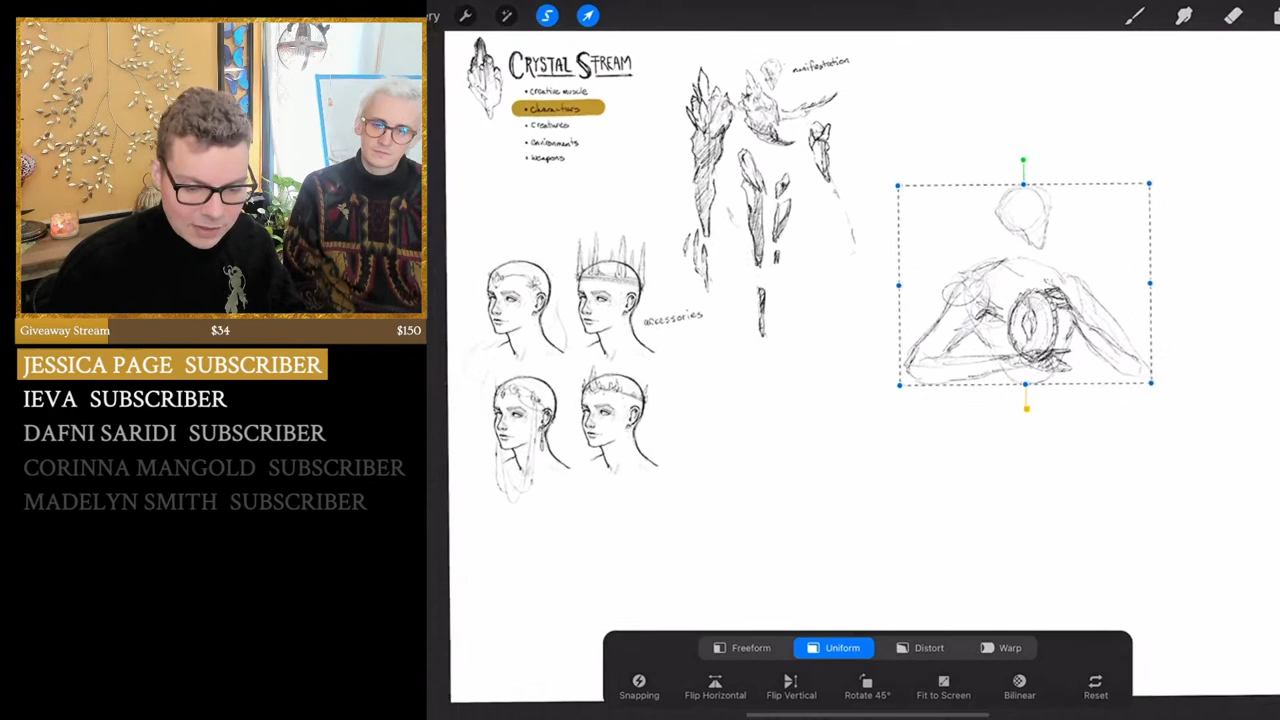 ery
Giveaway Stream $34 $150
JESSICA PAGE SUBSCRIBER
IEVA SUBSCRIBER
DAFNI SARIDI SUBSCRIBER
CORINNA MANGOLD SUBSCRIBER
MADELYN SMITH SUBSCRIBER
CRYSTAL STREAM
• creative muscle
• characters
• creatures
• environments
• weapons
manifestation
accessories
Freeform Uniform Distort Warp
Snapping Flip Horizontal Flip Vertical Rotate 45° Fit to Screen Bilinear Reset